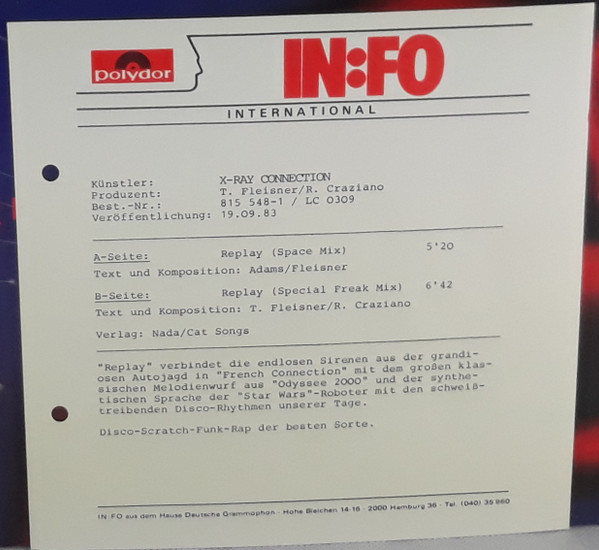 polydor
IN:FO
INTERNATIONAL
Künstler: X-RAY CONNECTION
Produzent: T. Fleisner/R. Craziano
Best.-Nr.: 815 548-1 / LC 0309
Veröffentlichung: 19.09.83
A-Seite: Replay (Space Mix) 5'20
Text und Komposition: Adams/Fleisner
B-Seite: Replay (Special Freak Mix) 6'42
Text und Komposition: T. Fleisner/R. Craziano
Verlag: Nada/Cat Songs
"Replay" verbindet die endlosen Sirenen aus der grandi-
osen Autojagd in "French Connection" mit dem großen klas-
sischen Melodienwurf aus "Odyssee 2000" und der synthe-
tischen Sprache der "Star Wars"-Roboter mit den schweiß-
treibenden Disco-Rhythmen unserer Tage.
Disco-Scratch-Funk-Rap der besten Sorte.
IN:FO aus dem Hause Deutsche Grammophon · Hohe Bleichen 14-16 · 2000 Hamburg 36 · Tel. (040) 35 960